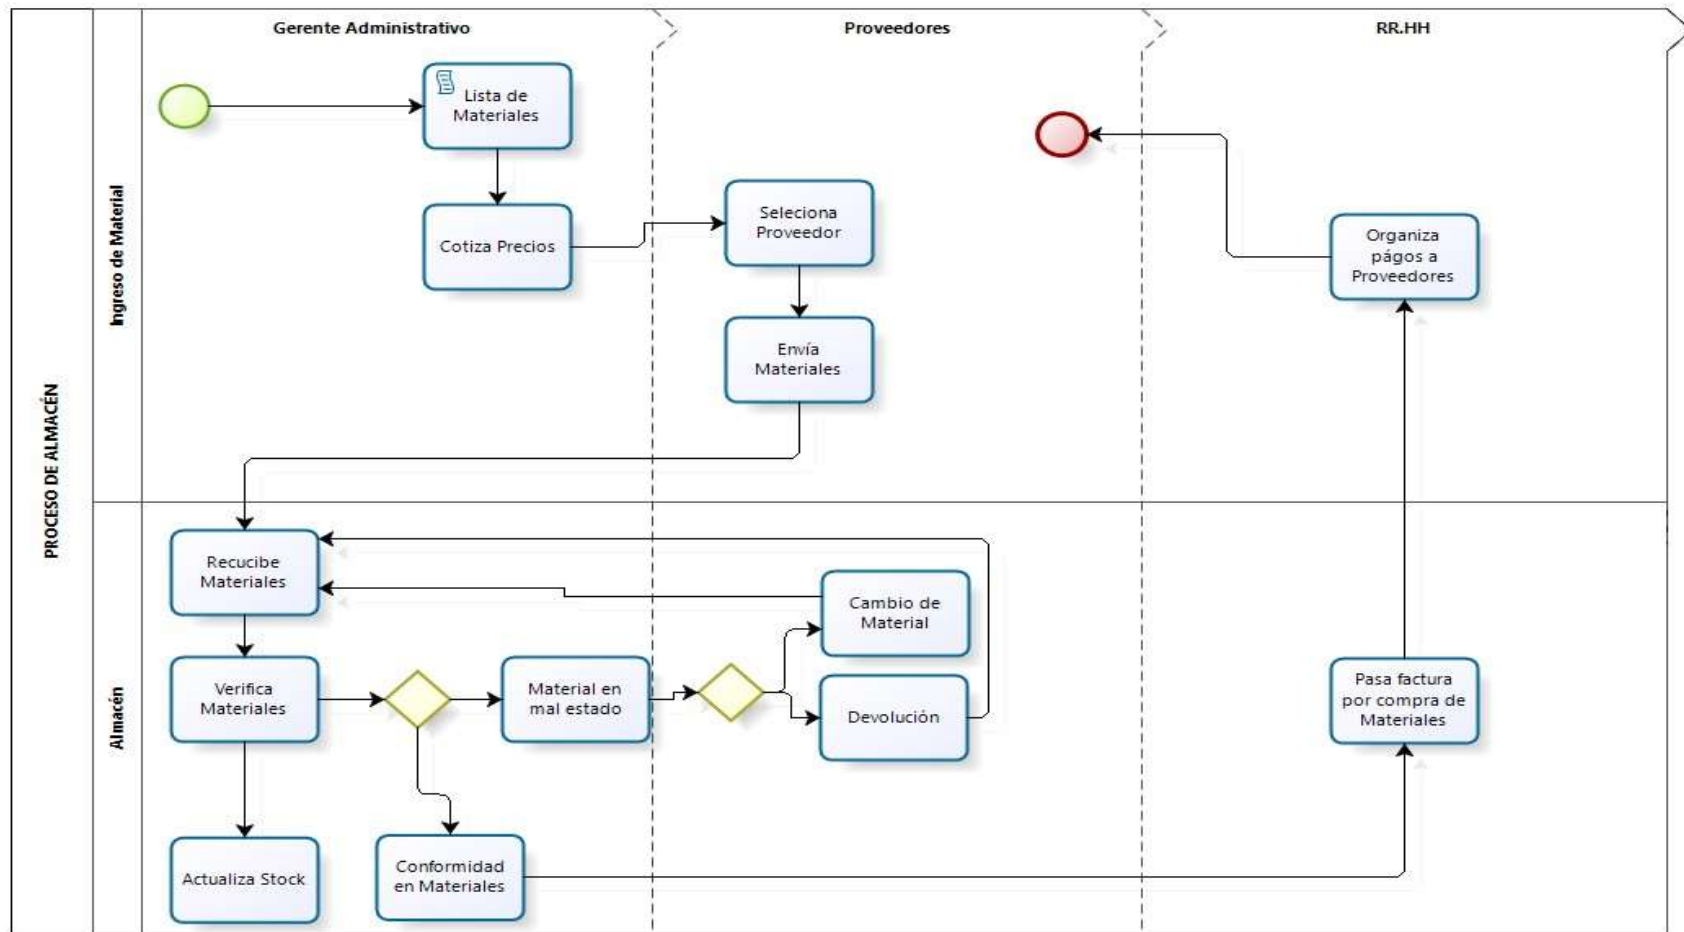 Gerente Administrativo
Proveedores
RR.HH
PROCESO DE ALMACÉN
Ingreso de Material
Lista de
Materiales
Cotiza Precios
Seleciona
Proveedor
Envía
Materiales
Organiza
págos a
Proveedores
Almacén
Recucibe
Materiales
Cambio de
Material
Verifica
Materiales
Material en
mal estado
Devolución
Pasa factura
por compra de
Materiales
Actualiza Stock
Conformidad
en Materiales